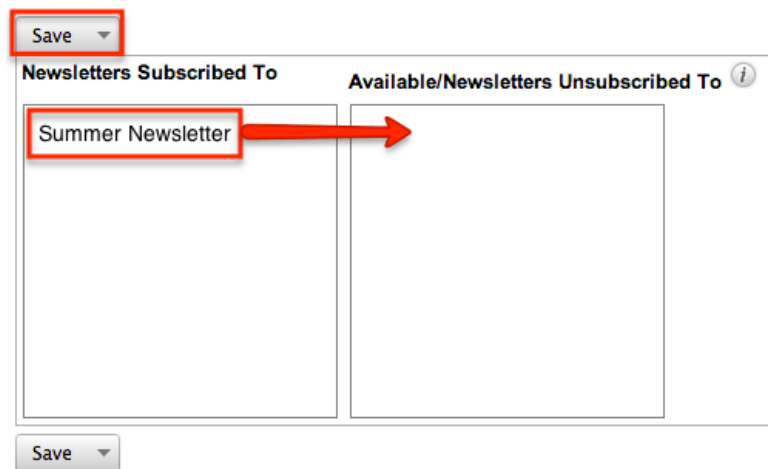 Save
Newsletters Subscribed To
Available/Newsletters Unsubscribed To i
Summer Newsletter
Save